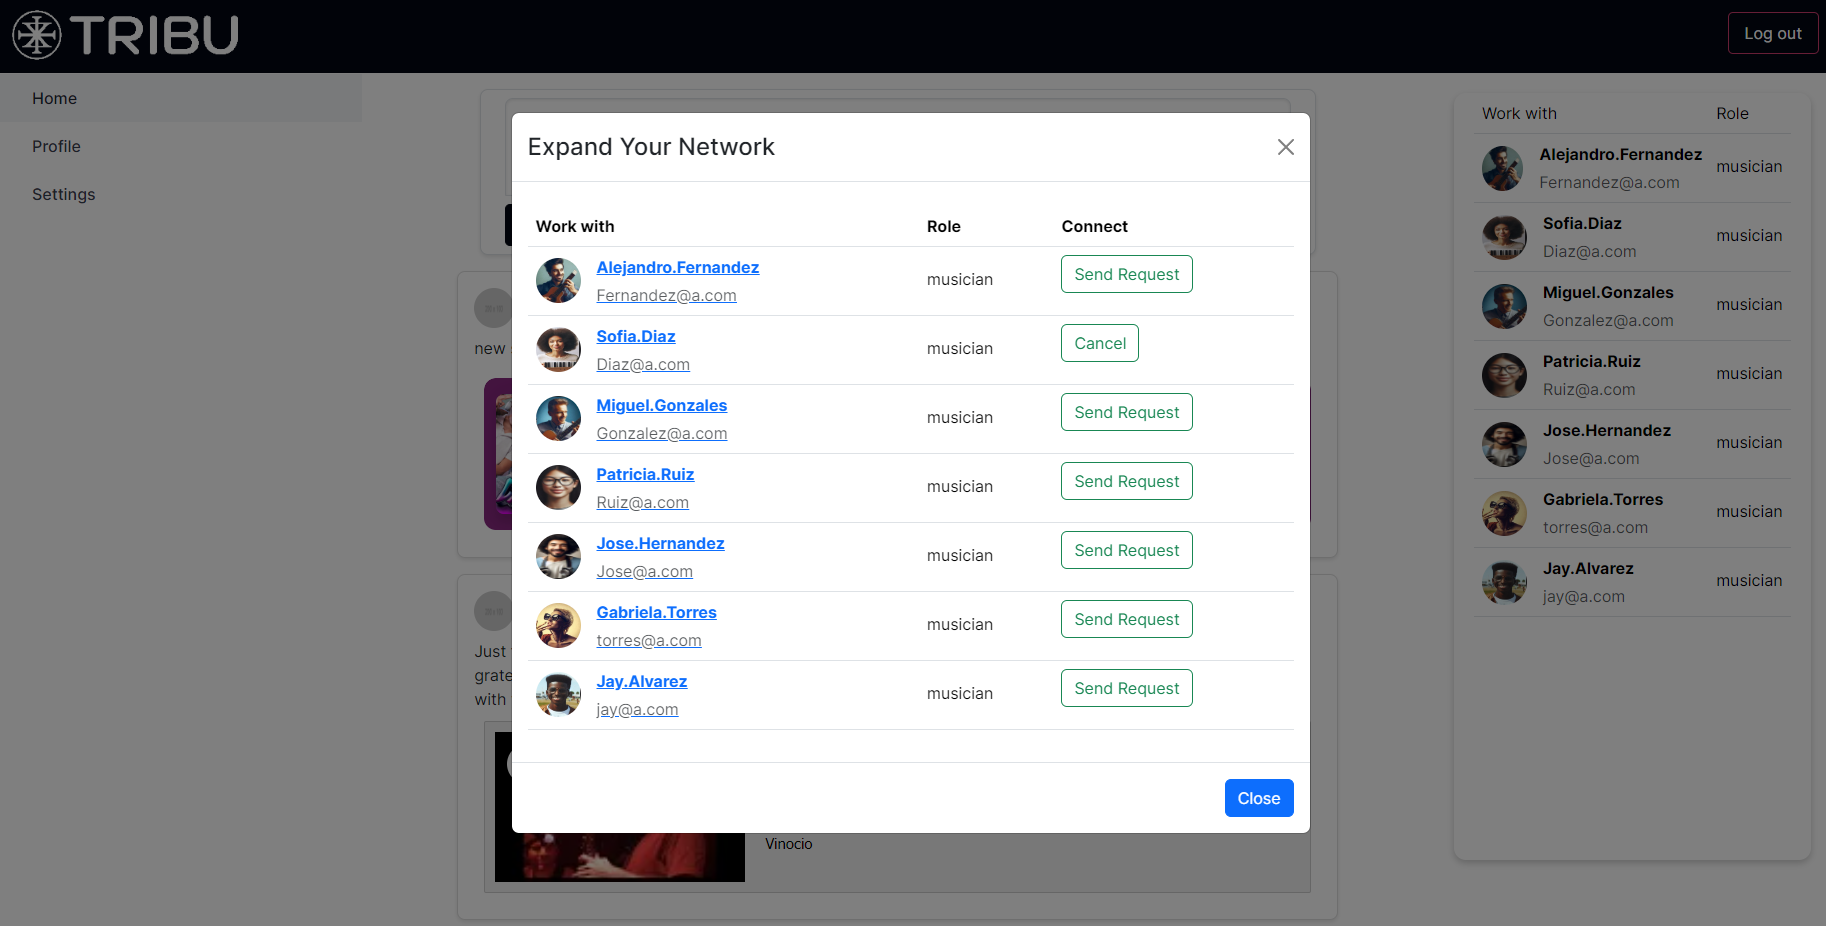 TRIBU
Log out
Home
Profile
Settings
Expand Your Network
Work with Role Connect
Alejandro.Fernandez
Fernandez@a.com
musician
Send Request
Sofia.Diaz
Diaz@a.com
musician
Cancel
Miguel.Gonzales
Gonzalez@a.com
musician
Send Request
Patricia.Ruiz
Ruiz@a.com
musician
Send Request
Jose.Hernandez
Jose@a.com
musician
Send Request
Gabriela.Torres
torres@a.com
musician
Send Request
Jay.Alvarez
jay@a.com
musician
Send Request
Close
new
Just
grate
with
Vinocio
Work with Role
Alejandro.Fernandez
Fernandez@a.com
musician
Sofia.Diaz
Diaz@a.com
musician
Miguel.Gonzales
Gonzalez@a.com
musician
Patricia.Ruiz
Ruiz@a.com
musician
Jose.Hernandez
Jose@a.com
musician
Gabriela.Torres
torres@a.com
musician
Jay.Alvarez
jay@a.com
musician